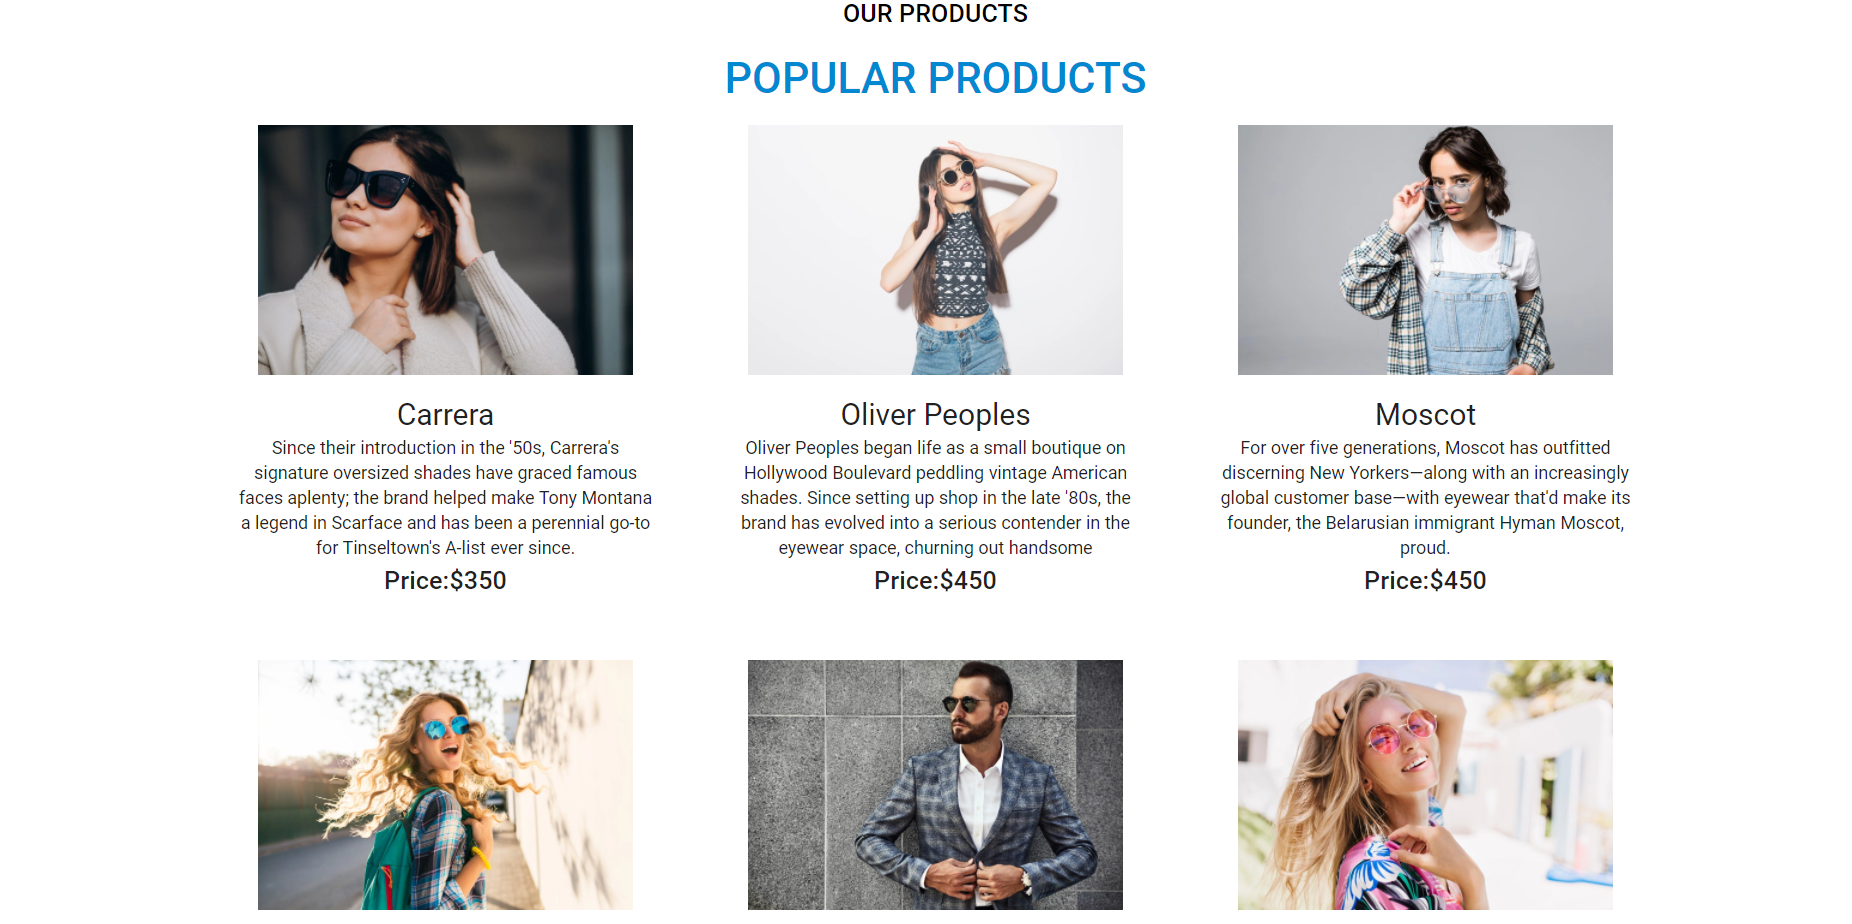 OUR PRODUCTS
POPULAR PRODUCTS
Carrera
Since their introduction in the '50s, Carrera's
signature oversized shades have graced famous
faces aplenty; the brand helped make Tony Montana
a legend in Scarface and has been a perennial go-to
for Tinseltown's A-list ever since.
Price:$350
Oliver Peoples
Oliver Peoples began life as a small boutique on
Hollywood Boulevard peddling vintage American
shades. Since setting up shop in the late '80s, the
brand has evolved into a serious contender in the
eyewear space, churning out handsome
Price:$450
Moscot
For over five generations, Moscot has outfitted
discerning New Yorkers—along with an increasingly
global customer base—with eyewear that'd make its
founder, the Belarusian immigrant Hyman Moscot,
proud.
Price:$450